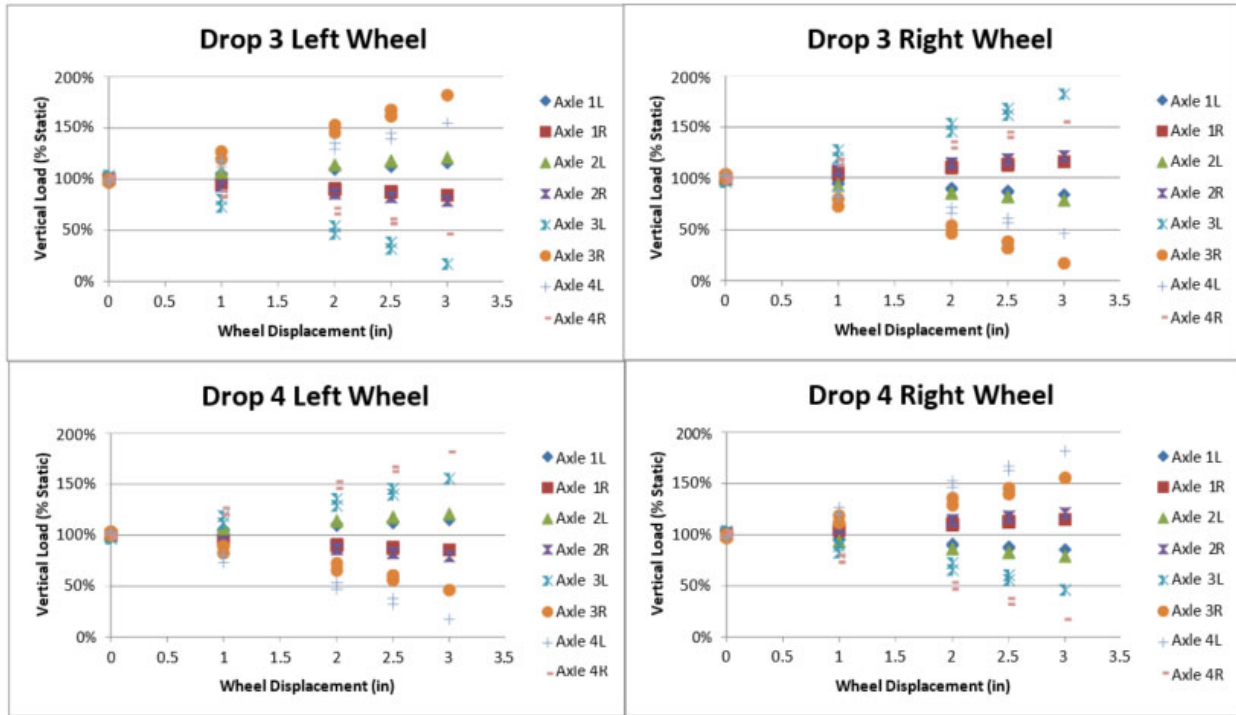 Drop 3 Left Wheel
200%
150%
100%
50%
0%
Vertical Load (% Static)
0 0.5 1 1.5 2 2.5 3 3.5
Wheel Displacement (in)
Axle 1L
Axle 1R
Axle 2L
Axle 2R
Axle 3L
Axle 3R
Axle 4L
Axle 4R
Drop 3 Right Wheel
200%
150%
100%
50%
0%
Vertical Load (% Static)
0 0.5 1 1.5 2 2.5 3 3.5
Wheel Displacement (in)
Axle 1L
Axle 1R
Axle 2L
Axle 2R
Axle 3L
Axle 3R
Axle 4L
Axle 4R
Drop 4 Left Wheel
200%
150%
100%
50%
0%
Vertical Load (% Static)
0 0.5 1 1.5 2 2.5 3 3.5
Wheel Displacement (in)
Axle 1L
Axle 1R
Axle 2L
Axle 2R
Axle 3L
Axle 3R
Axle 4L
Axle 4R
Drop 4 Right Wheel
200%
150%
100%
50%
0%
Vertical Load (% Static)
0 0.5 1 1.5 2 2.5 3 3.5
Wheel Displacement (in)
Axle 1L
Axle 1R
Axle 2L
Axle 2R
Axle 3L
Axle 3R
Axle 4L
Axle 4R